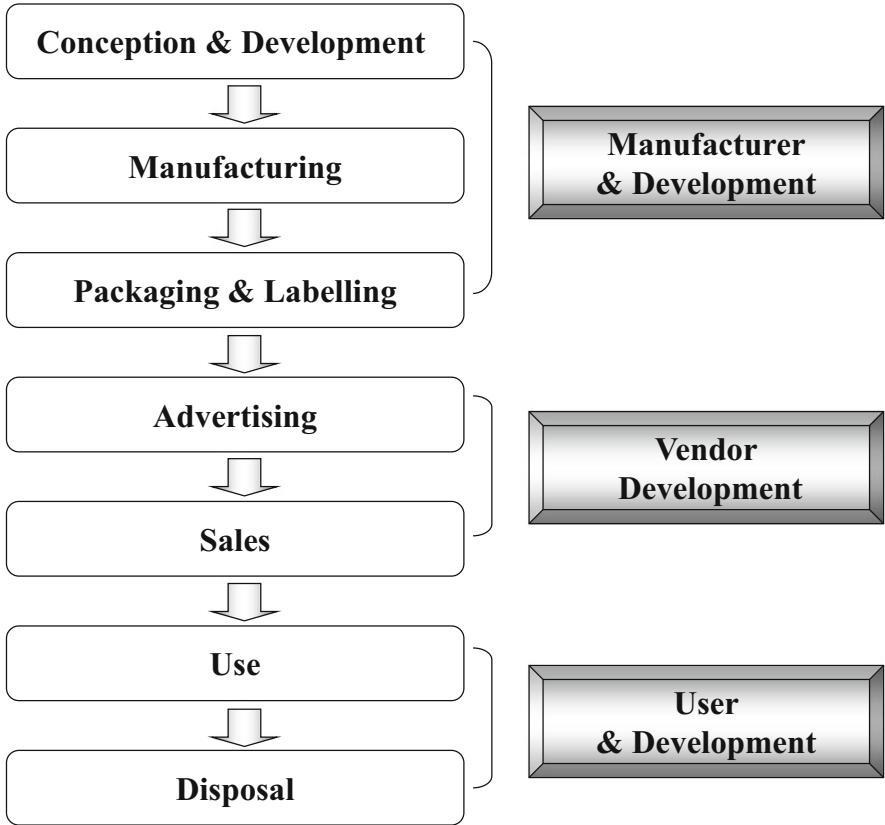 Conception & Development
Manufacturing
Packaging & Labelling
Advertising
Sales
Use
Disposal
Manufacturer
& Development
Vendor
Development
User
& Development